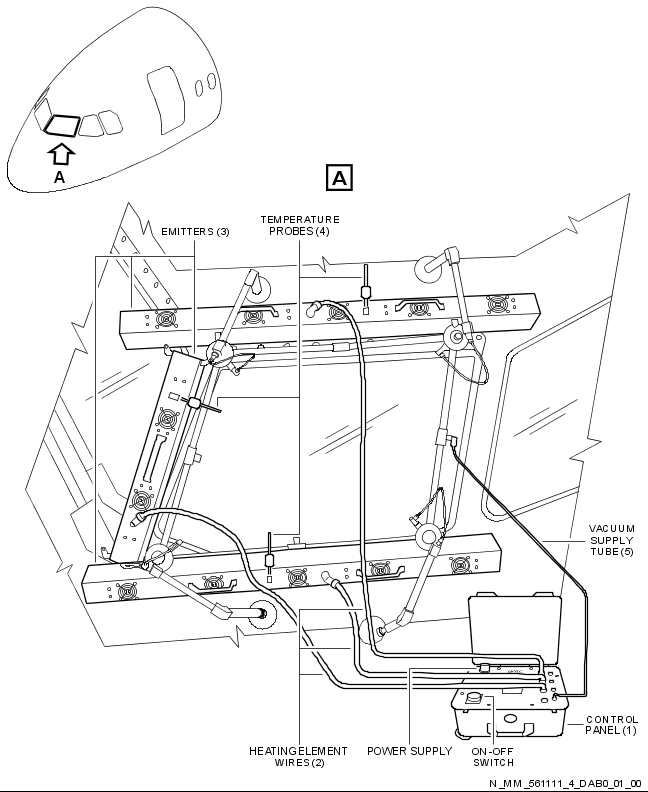 A
A
EMITTERS (3)
TEMPERATURE
PROBES (4)
VACUUM
SUPPLY
TUBE (5)
CONTROL
PANEL (1)
HEATING ELEMENT
WIRES (2)
POWER SUPPLY
ON-OFF
SWITCH
N_MM_561111_4_DAB0_01_00